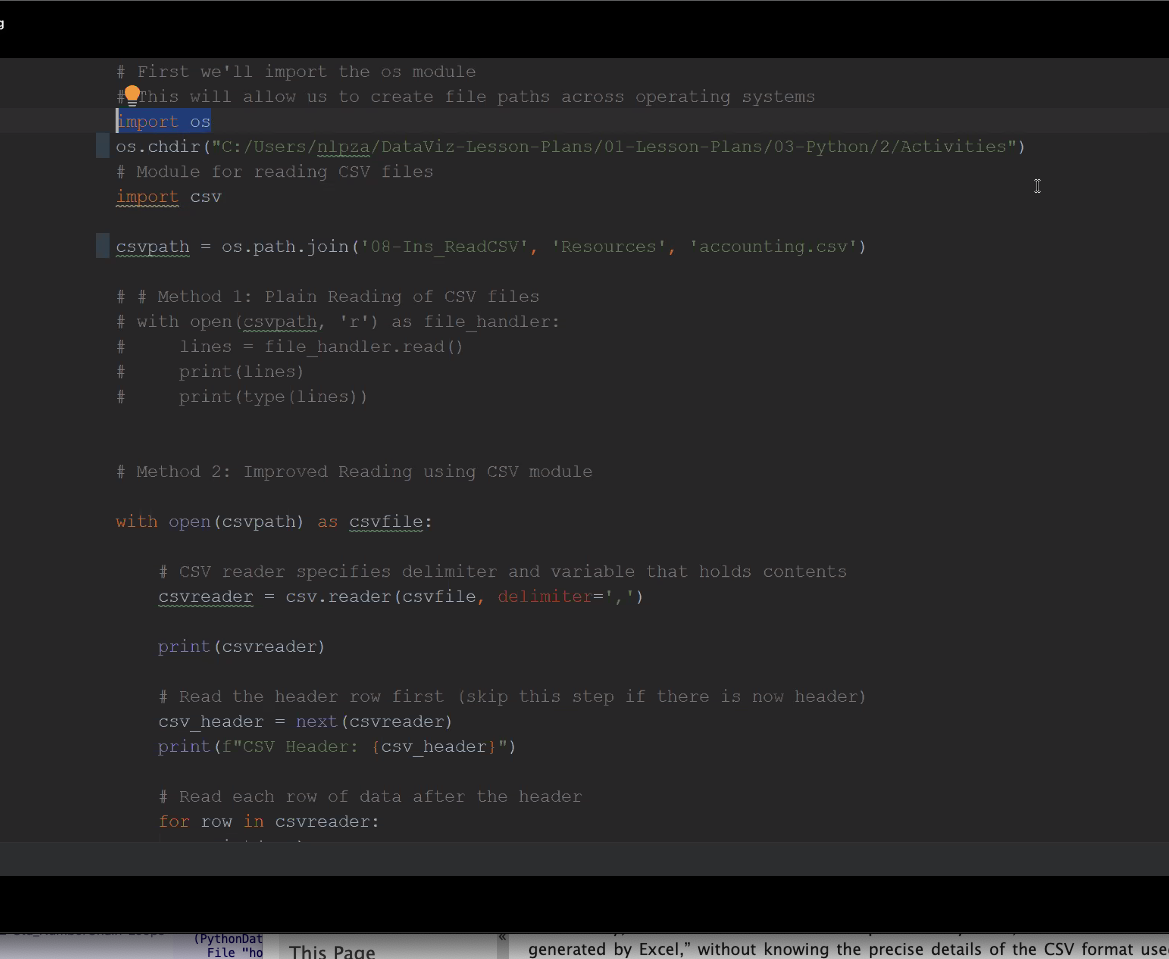 g
# First we'll import the os module
# This will allow us to create file paths across operating systems
import os
os.chdir("C:/Users/nlpza/DataViz-Lesson-Plans/01-Lesson-Plans/03-Python/2/Activities")
# Module for reading CSV files
import csv
csvpath = os.path.join('08-Ins_ReadCSV', 'Resources', 'accounting.csv')
# # Method 1: Plain Reading of CSV files
# with open(csvpath, 'r') as file_handler:
#     lines = file_handler.read()
#     print(lines)
#     print(type(lines))
# Method 2: Improved Reading using CSV module
with open(csvpath) as csvfile:
    # CSV reader specifies delimiter and variable that holds contents
    csvreader = csv.reader(csvfile, delimiter=',')
    print(csvreader)
    # Read the header row first (skip this step if there is now header)
    csv_header = next(csvreader)
    print(f"CSV Header: {csv_header}")
    # Read each row of data after the header
    for row in csvreader:
(PythonDat
File "ho
This Page
«
generated by Excel,” without knowing the precise details of the CSV format use